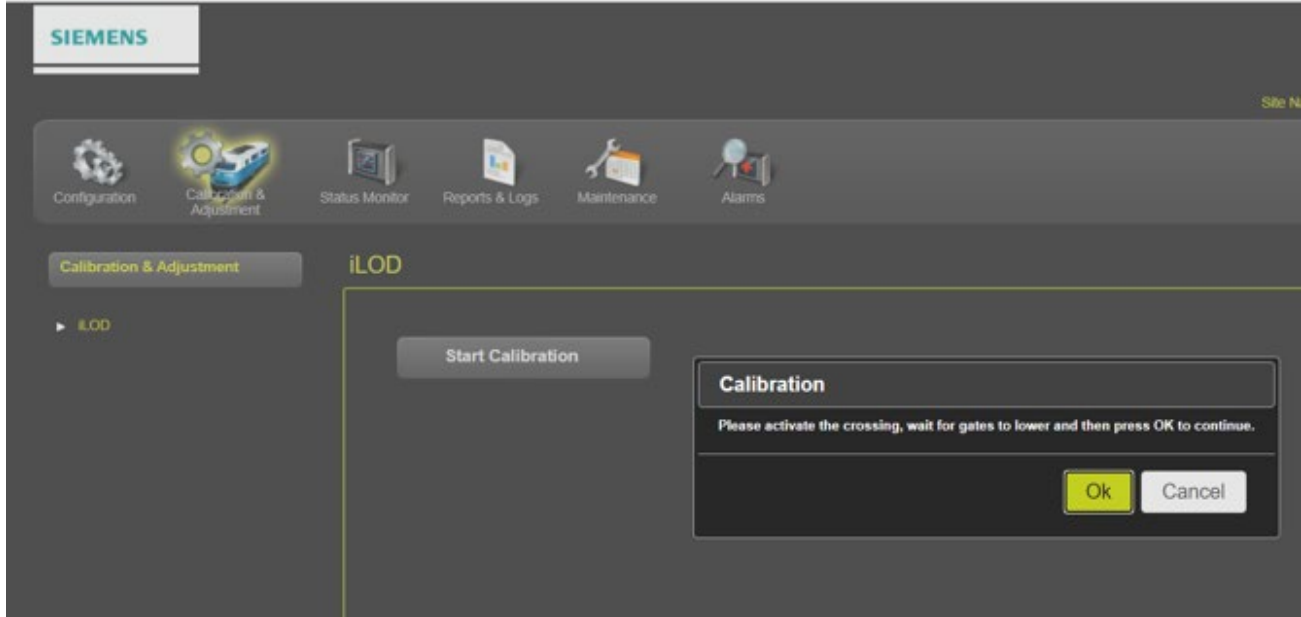 SIEMENS
Site Na
Configuration
Calibration &
Adjustment
Status Monitor
Reports & Logs
Maintenance
Alarms
Calibration & Adjustment
iLOD
iLOD
Start Calibration
Calibration
Please activate the crossing, wait for gates to lower and then press OK to continue.
Ok
Cancel